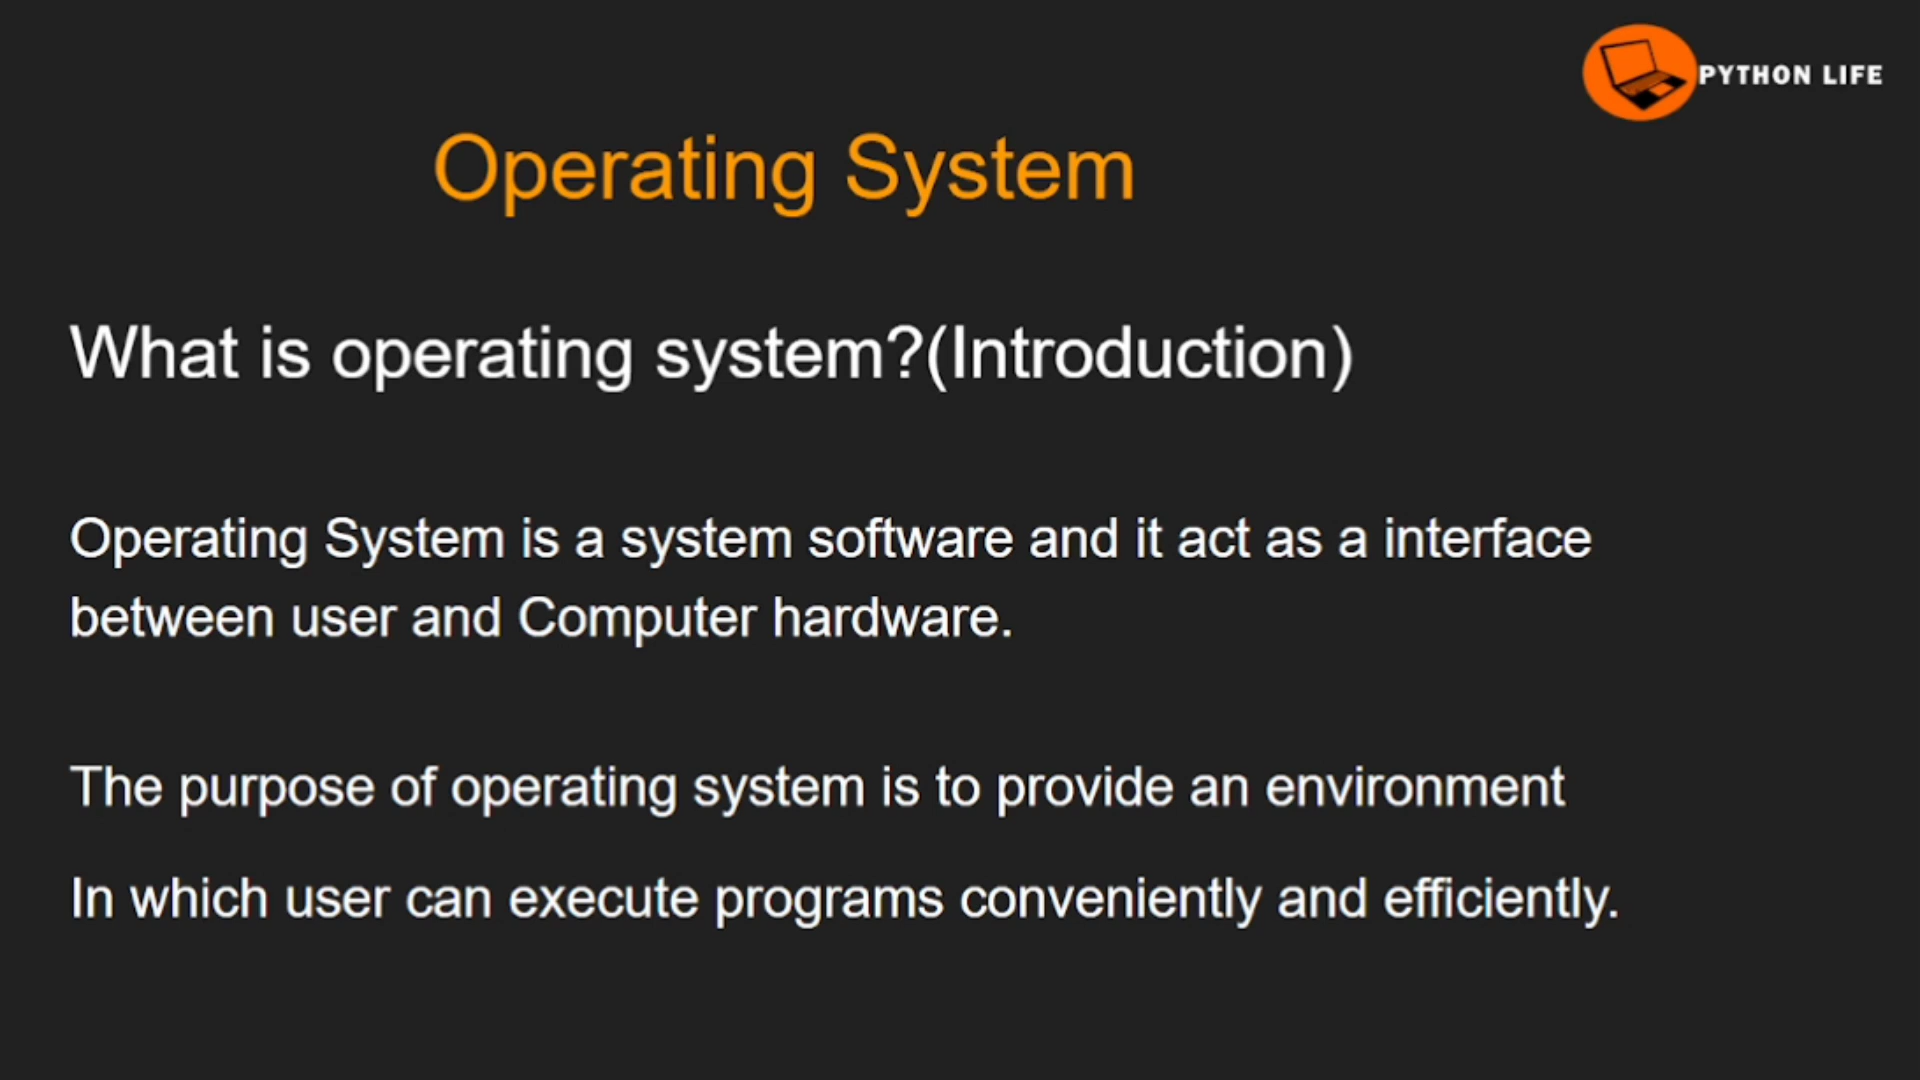 PYTHON LIFE
Operating System
What is operating system?(Introduction)
Operating System is a system software and it act as a interface
between user and Computer hardware.
The purpose of operating system is to provide an environment
In which user can execute programs conveniently and efficiently.